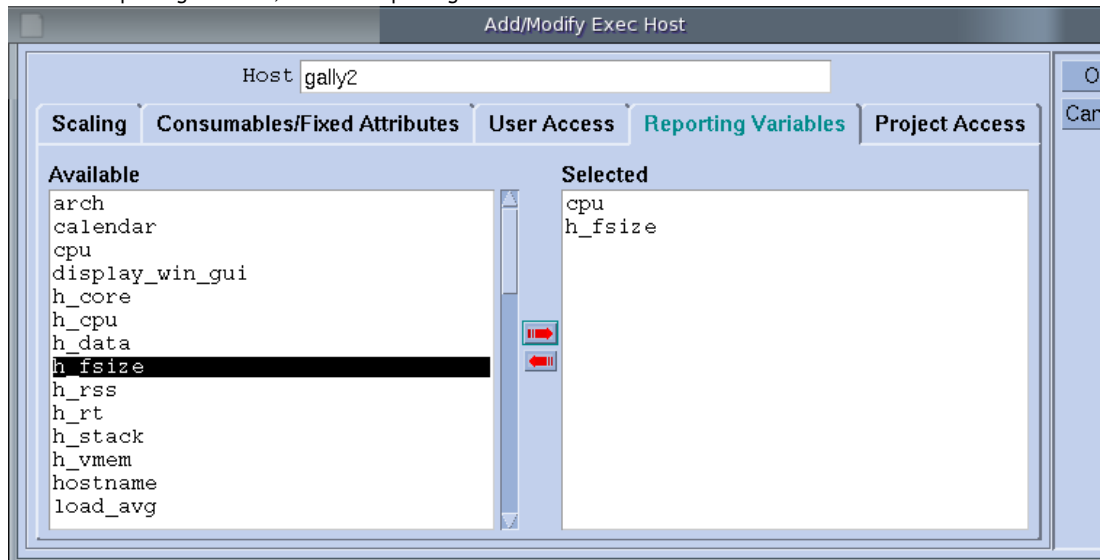 Add/Modify Exec Host
Host gally2
Scaling Consumables/Fixed Attributes User Access Reporting Variables Project Access
Available
arch
calendar
cpu
display_win_gui
h_core
h_cpu
h_data
h_fsize
h_rss
h_rt
h_stack
h_vmem
hostname
load_avg
Selected
cpu
h_fsize